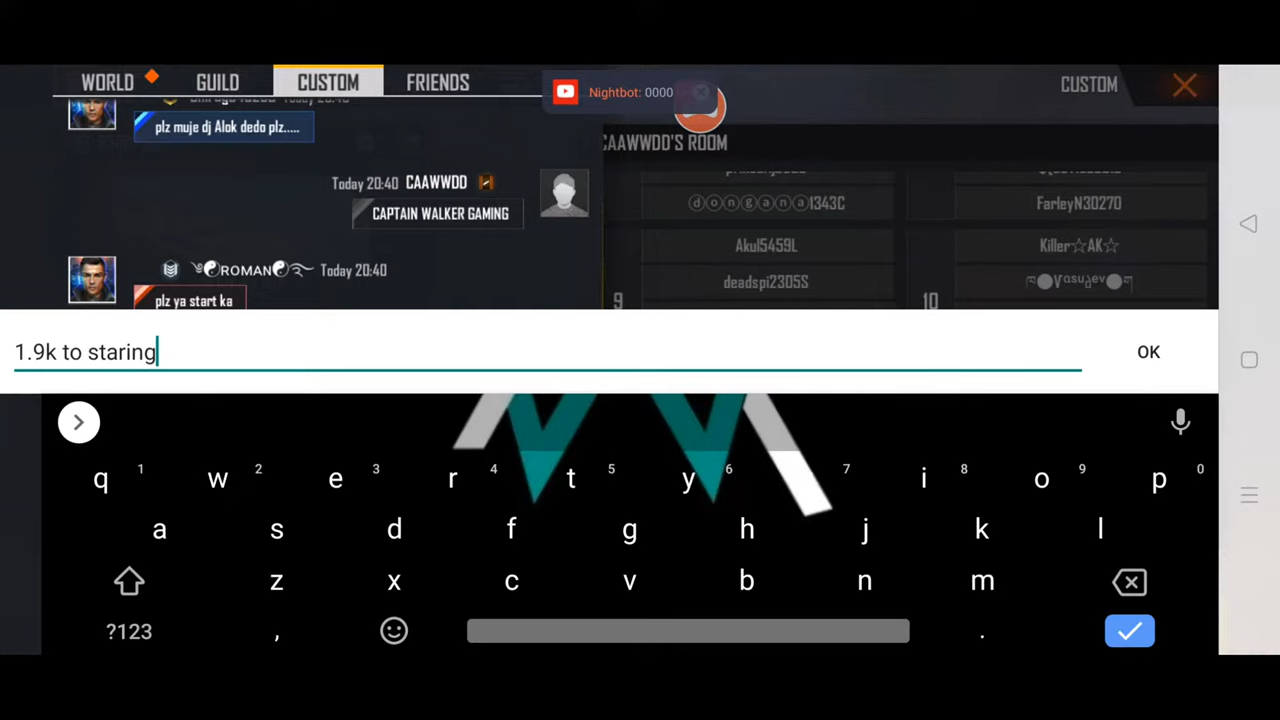 WORLD GUILD CUSTOM FRIENDS
Nightbot: 0000
CUSTOM
plz muje dj Alok dedo plz.....
CAAWWDD'S ROOM
Today 20:40 CAAWWDD
CAPTAIN WALKER GAMING
ⓓⓞⓝⓖⓐⓝⓐ1343C
FarleyN30270
Akul5459L
Killer☆AK☆
ROMAN Today 20:40
deadspi2305S
plz ya start ka
9
10
1.9k to staring
OK
q 1 w 2 e 3 r 4 t 5 y 6 7 i 8 o 9 p 0
a s d f g h j k l
z x c v b n m
?123 , .